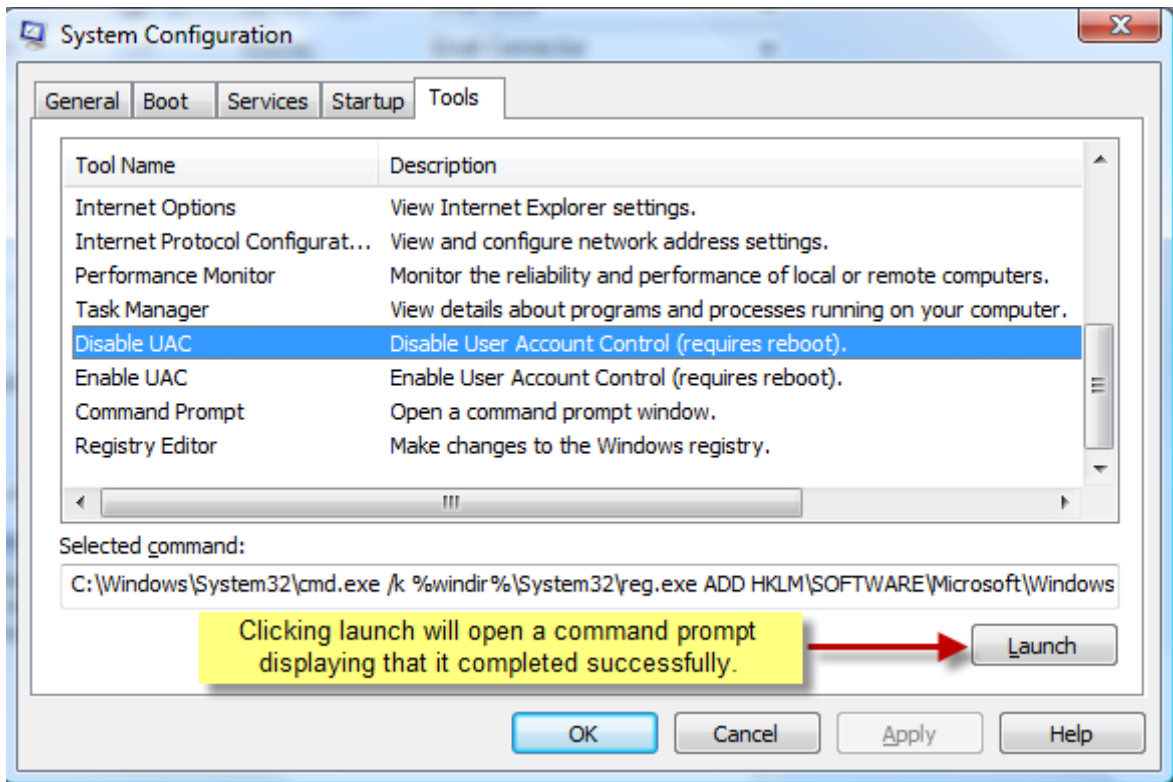 System Configuration
General Boot Services Startup Tools
Tool Name Description
Internet Options View Internet Explorer settings.
Internet Protocol Configurat... View and configure network address settings.
Performance Monitor Monitor the reliability and performance of local or remote computers.
Task Manager View details about programs and processes running on your computer.
Disable UAC Disable User Account Control (requires reboot).
Enable UAC Enable User Account Control (requires reboot).
Command Prompt Open a command prompt window.
Registry Editor Make changes to the Windows registry.
Selected command:
C:\Windows\System32\cmd.exe /k %windir%\System32\reg.exe ADD HKLM\SOFTWARE\Microsoft\Windows
Clicking launch will open a command prompt
displaying that it completed successfully.
Launch
OK Cancel Apply Help